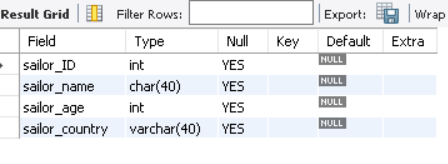 Result Grid Filter Rows: Export: Wrap
Field Type Null Key Default Extra
sailor_ID int YES NULL
sailor_name char(40) YES NULL
sailor_age int YES NULL
sailor_country varchar(40) YES NULL